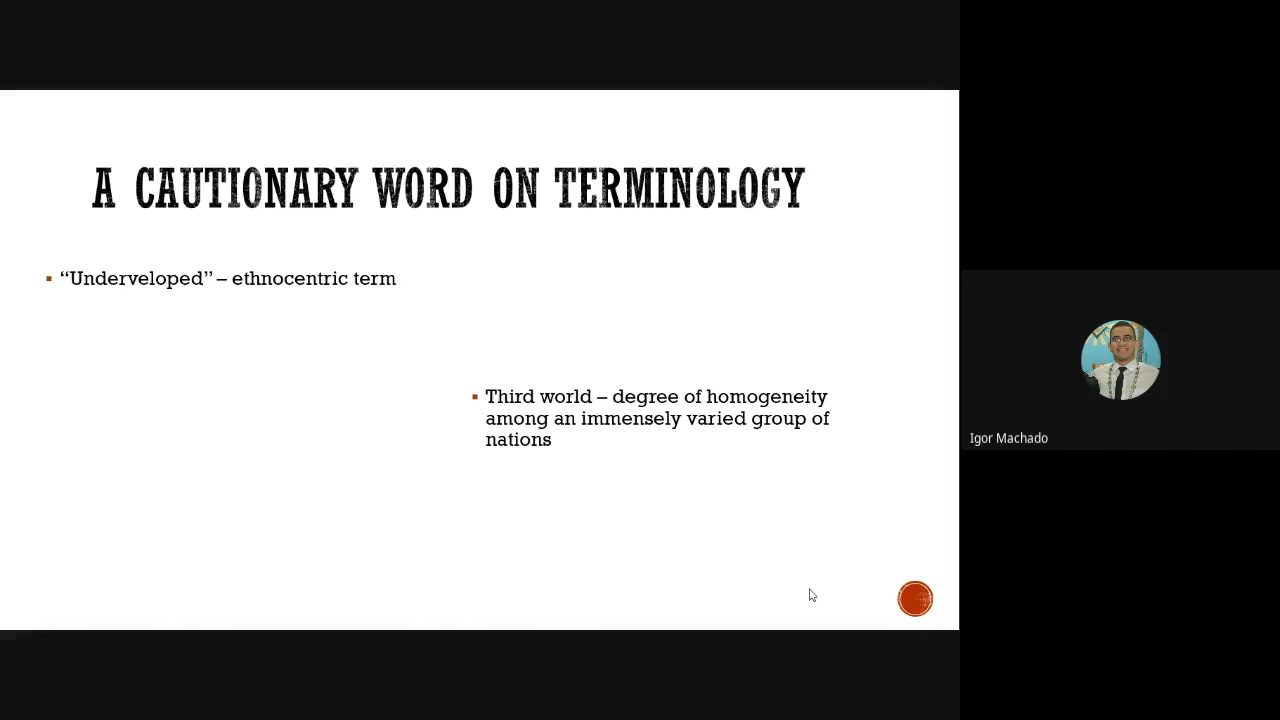 A CAUTIONARY WORD ON TERMINOLOGY
“Underveloped” – ethnocentric term
Third world – degree of homogeneity
among an immensely varied group of
nations
Igor Machado